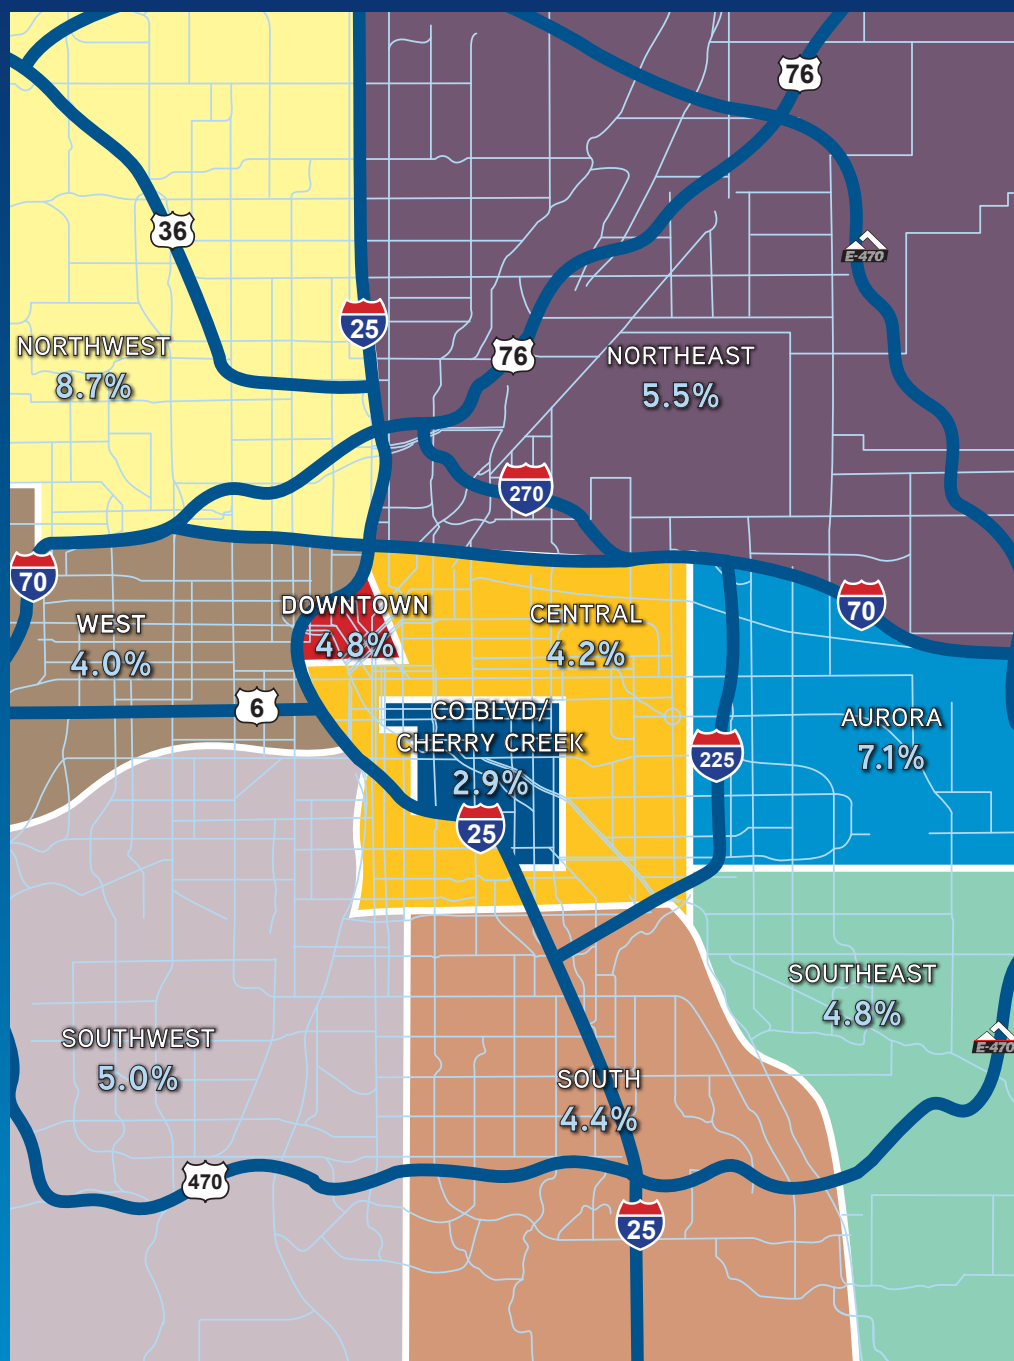 76
36
E-470
25
NORTHWEST
8.7%
76
NORTHEAST
5.5%
270
70
WEST
4.0%
DOWNTOWN
4.8%
CENTRAL
4.2%
70
6
CO BLVD/
CHERRY CREEK
2.9%
25
225
AURORA
7.1%
SOUTHEAST
4.8%
E-470
SOUTHWEST
5.0%
SOUTH
4.4%
470
25